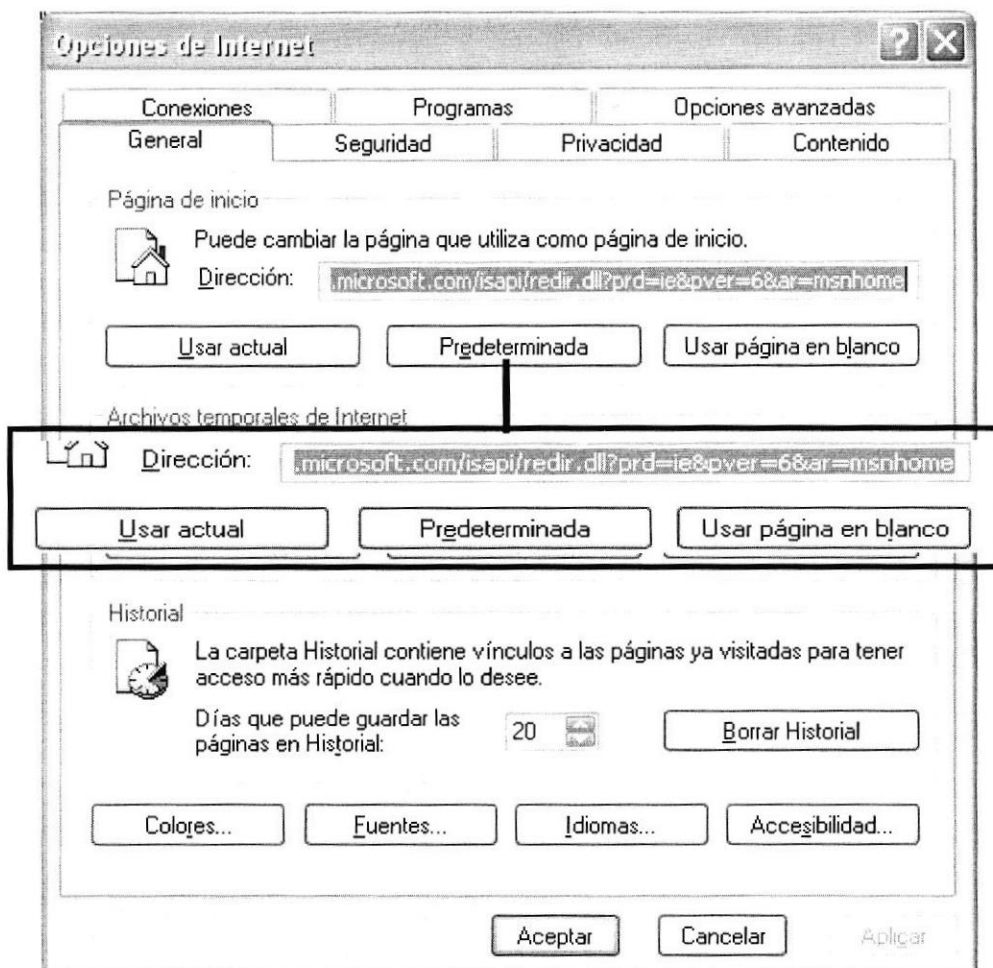 Opciones de Internet
Conexiones Programas Opciones avanzadas
General Seguridad Privacidad Contenido
Página de inicio
Puede cambiar la página que utiliza como página de inicio.
Dirección: .microsoft.com/isapi/redir.dll?prd=ie&pver=6&ar=msnhome
Usar actual Predeterminada Usar página en blanco
Archivos temporales de Internet
Dirección: .microsoft.com/isapi/redir.dll?prd=ie&pver=6&ar=msnhome
Usar actual Predeterminada Usar página en blanco
Historial
La carpeta Historial contiene vínculos a las páginas ya visitadas para tener
acceso más rápido cuando lo desee.
Días que puede guardar las
páginas en Historial: 20 Borrar Historial
Colores... Fuentes... Idiomas... Accesibilidad...
Aceptar Cancelar Aplicar